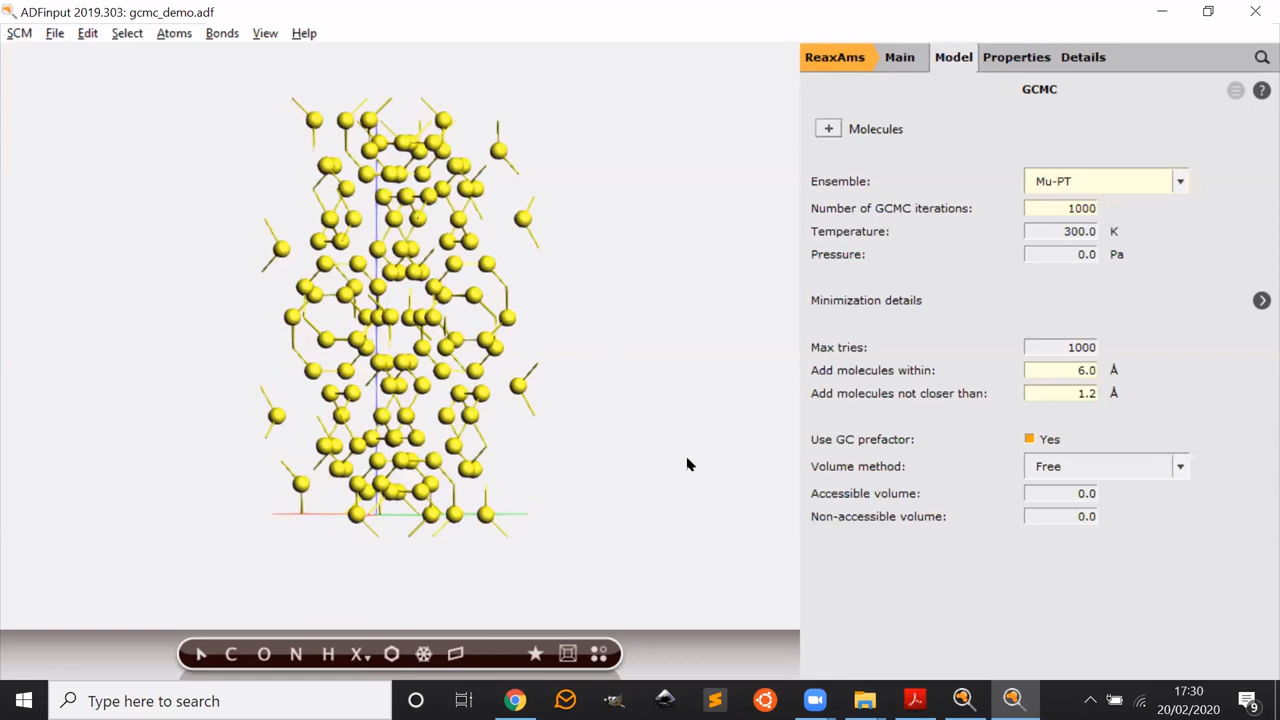 ADFinput 2019.303: gcmc_demo.adf
SCM File Edit Select Atoms Bonds View Help
ReaxAms Main Model Properties Details
GCMC
+ Molecules
Ensemble: Mu-PT
Number of GCMC iterations: 1000
Temperature: 300.0 K
Pressure: 0.0 Pa
Minimization details
Max tries: 1000
Add molecules within: 6.0 Å
Add molecules not closer than: 1.2 Å
Use GC prefactor: Yes
Volume method: Free
Accessible volume: 0.0
Non-accessible volume: 0.0
C O N H X
Type here to search
17:30
20/02/2020
9